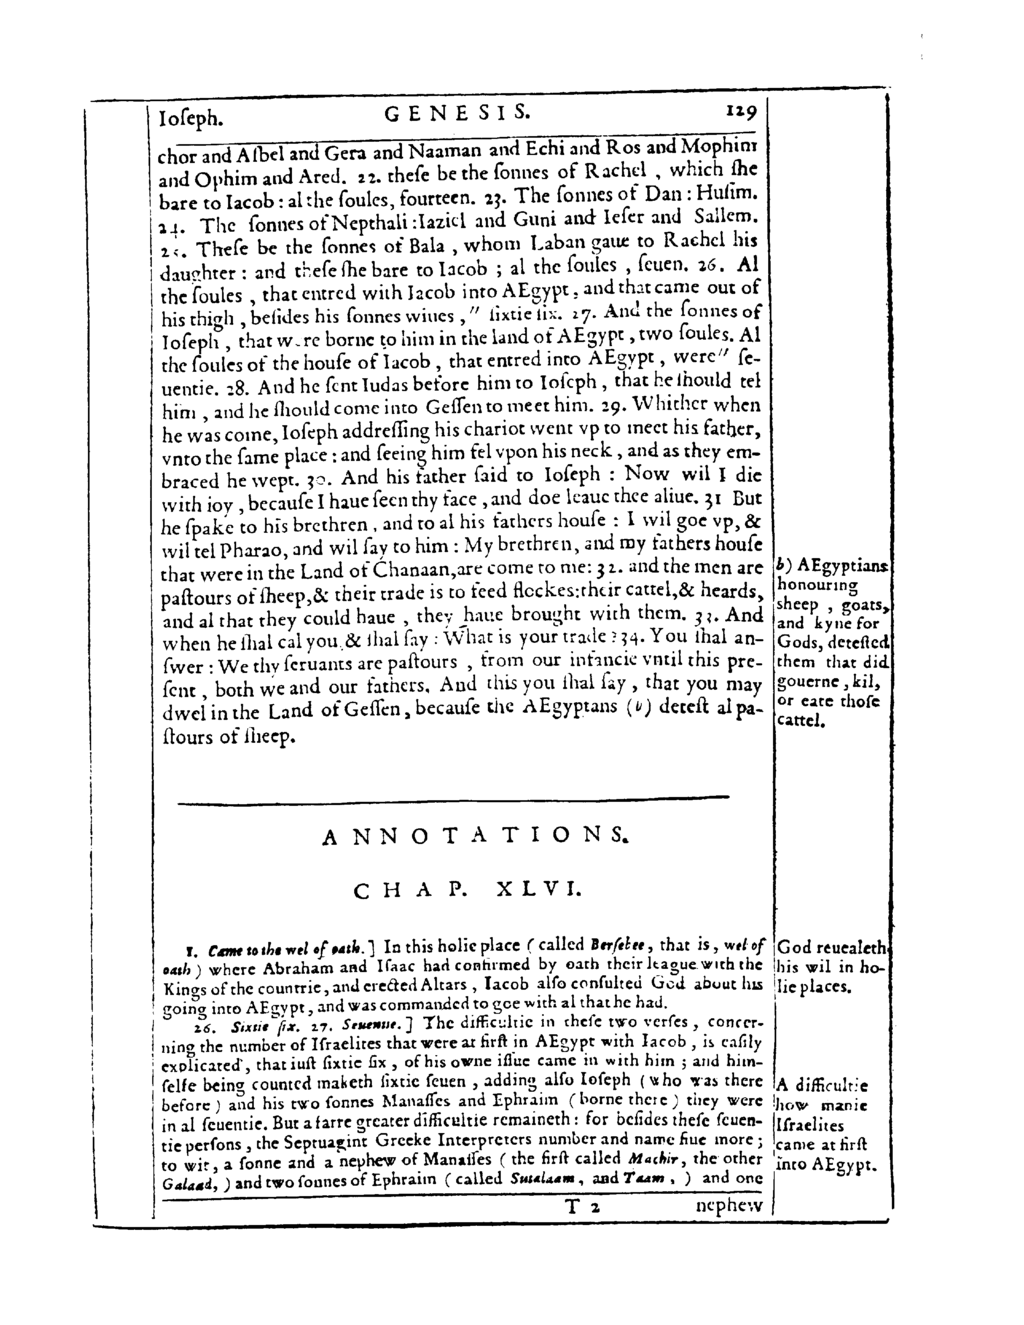 Ioſeph. GENESIS. 129
chor and Aſbel and Gera and Naaman and Echi and Ros and Mophim
and Ophim and Ared. 22. theſe be the ſonnes of Rachel , which ſhe
bare to Iacob : al the ſoules, fourteen. 23. The ſonnes of Dan : Huſim.
24. The ſonnes of Nepthali : Iaziel and Guni and Ieſer and Sallem.
25. Theſe be the ſonnes of Bala , whom Laban gaue to Rachel his
daughter : and theſe ſhe bare to Iacob ; al the ſoules , ſeuen. 26. Al
the ſoules , that entred with Iacob into AEgypt , and that came out of
his thigh , beſides his ſonnes wiues , " ſixtie ſix. 27. And the ſonnes of
Ioſeph , that were borne to him in the land of AEgypt , two ſoules. Al
the ſoules of the houſe of Iacob , that entred into AEgypt , were " ſe-
uentie. 28. And he ſent Iudas before him to Ioſeph , that he ſhould tel
him , and he ſhould come into Geſſen to meet him. 29. Whither when
he was come, Ioſeph addreſſing his chariot went vp to meet his father,
vnto the ſame place : and ſeeing him fel vpon his neck , and as they em-
braced he wept. 30. And his father ſaid to Ioſeph : Now wil I die
with ioy , becauſe I haue ſeen thy face , and doe leaue thee aliue. 31 But
he ſpake to his brethren , and to al his fathers houſe : I wil goe vp, &
wil tel Pharao, and wil ſay to him : My brethren, and my fathers houſe
that were in the Land of Chanaan, are come to me: 32. and the men are
paſtours of ſheep, & their trade is to feed flockes: their cattel, & heards,
and al that they could haue , they haue brought with them. 33. And
when he ſhal cal you, & ſhal ſay : What is your trade ? 34. You ſhal an-
ſwer : We thy ſeruants are paſtours , from our infancie vntil this pre-
ſent , both we and our fathers. And this you ſhal ſay , that you may
dwel in the Land of Geſſen, becauſe the AEgyptans (b) deteſt al pa-
ſtours of ſheep.
b) AEgyptians
honouring
sheep , goats,
and kyne for
Gods, deteſted
them that did
gouerne , kil,
or eate thoſe
cattel.
ANNOTATIONS.
CHAP. XLVI.
1. Came to the wel of oath. ] In this holie place ( called Berſebee, that is, wel of
oath ) where Abraham and Iſaac had confirmed by oath their league with the
Kings of the countrie, and erected Altars , Iacob alſo conſulted God about his
going into AEgypt, and was commanded to goe with al that he had.
26. Sixtie ſix. 27. Seuentie. ] The difficultie in theſe two verſes , concer-
ning the number of Iſraelites that were at firſt in AEgypt with Iacob , is eaſily
explicated, that iuſt ſixtie ſix , of his owne iſſue came in with him ; and him-
ſelfe being counted maketh ſixtie ſeuen , adding alſo Ioſeph ( who was there
before ) and his two ſonnes Manaſſes and Ephraim ( borne there ) they were
in al ſeuentie. But a farre greater difficultie remaineth : for beſides theſe ſeuen-
tie perſons , the Septuagint Greeke Interpreters number and name fiue more ;
to wit, a ſonne and a nephew of Manaſſes ( the firſt called Machir, the other
Galaad, ) and two ſonnes of Ephraim ( called Sutalaam , and Taam , ) and one
God reuealeth
his wil in ho-
lie places.
A difficultie
how manie
Iſraelites
came at firſt
into AEgypt.
T 2 nephew